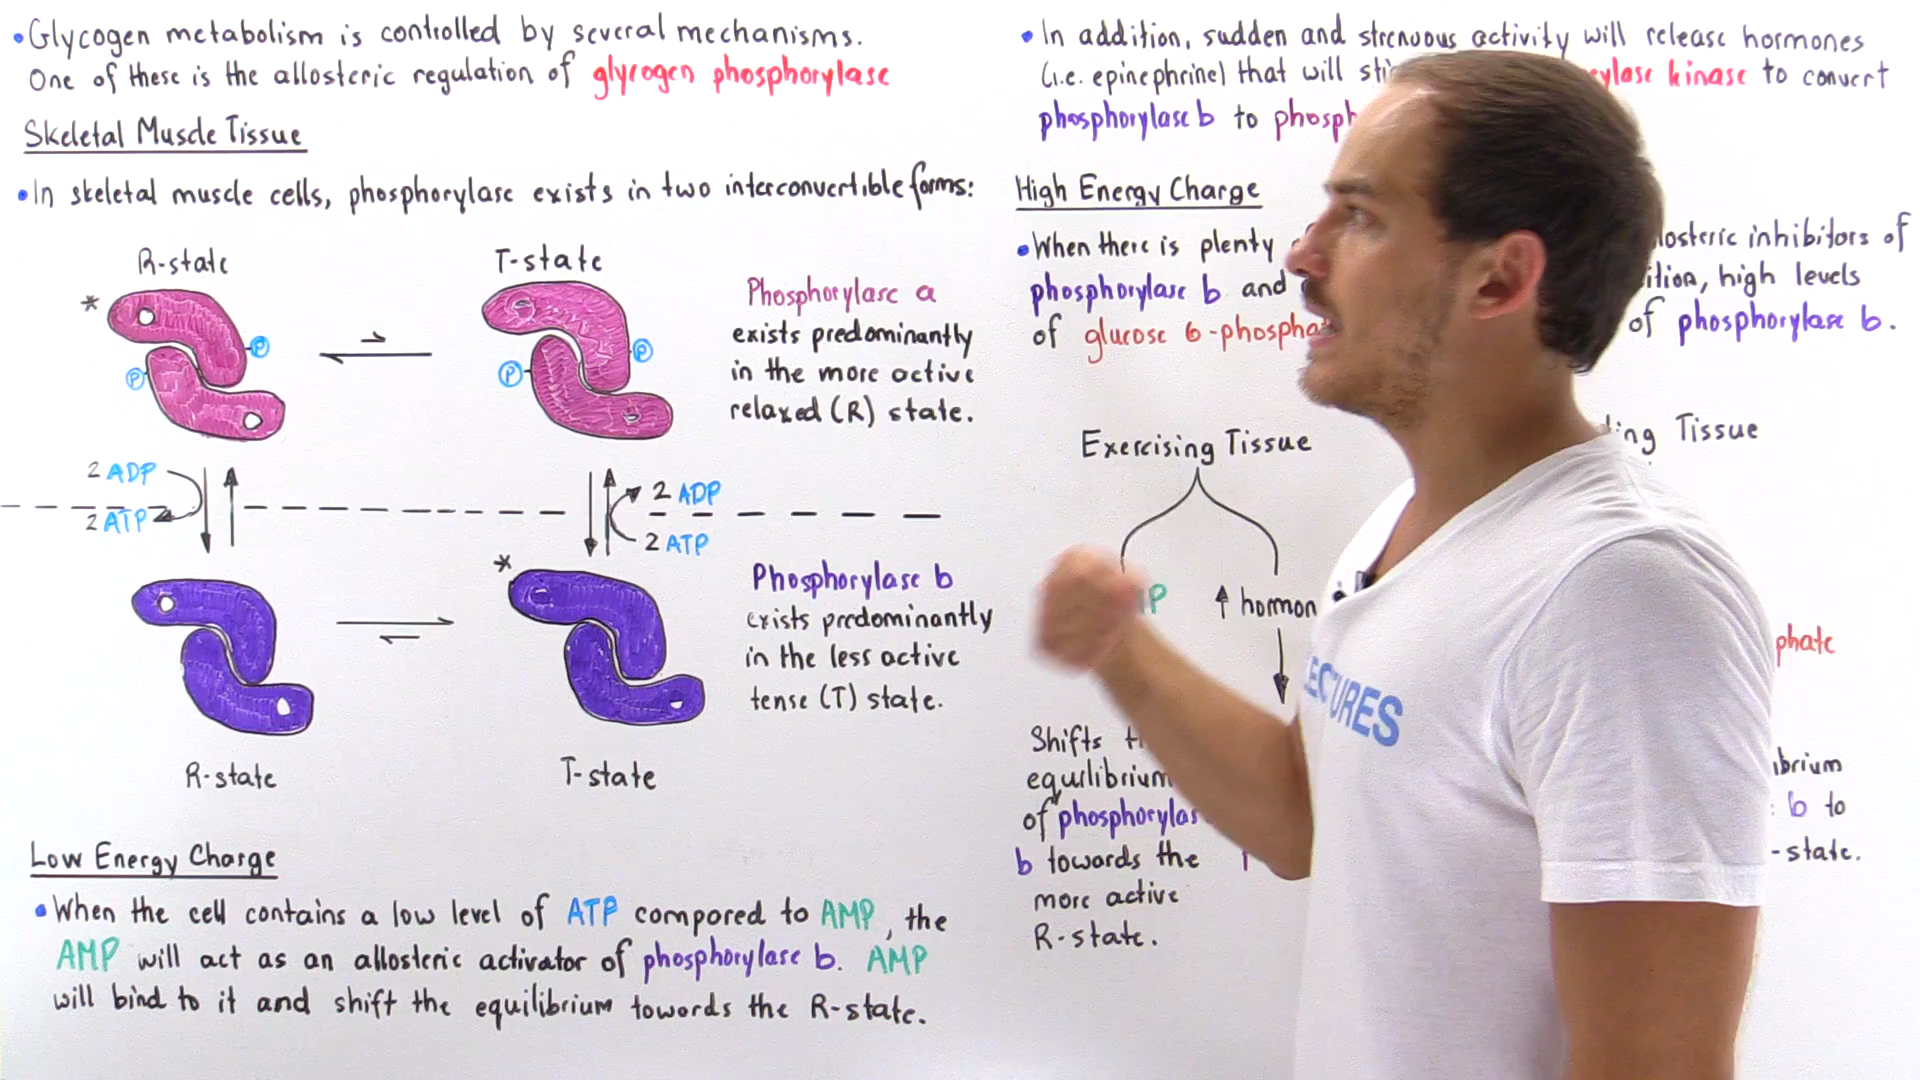 •Glycogen metabolism is controlled by several mechanisms.
One of these is the allosteric regulation of glycogen phosphorylase
Skeletal Muscle Tissue
•In skeletal muscle cells, phosphorylase exists in two interconvertible forms:
R-state
T-state
*
P
P
P
P
Phosphorylase a
exists predominantly
in the more active
relaxed (R) state.
2 ADP
2 ATP
2 ADP
2 ATP
*
Phosphorylase b
exists predominantly
in the less active
tense (T) state.
R-state
T-state
Low Energy Charge
•When the cell contains a low level of ATP compared to AMP, the
AMP will act as an allosteric activator of phosphorylase b. AMP
will bind to it and shift the equilibrium towards the R-state.
•In addition, sudden and strenuous activity will release hormones
(i.e. epinephrine) that will kinase to convert
phosphorylase b to
High Energy Charge
•When there is plenty inhibitors of
phosphorylase b and high levels
of glucose 6- of phosphorylase b.
Exercising Tissue
Tissue
↑
Shifts
equilibrium
of
b towards the
more active
R-state.
b to
-state.
LECTURES